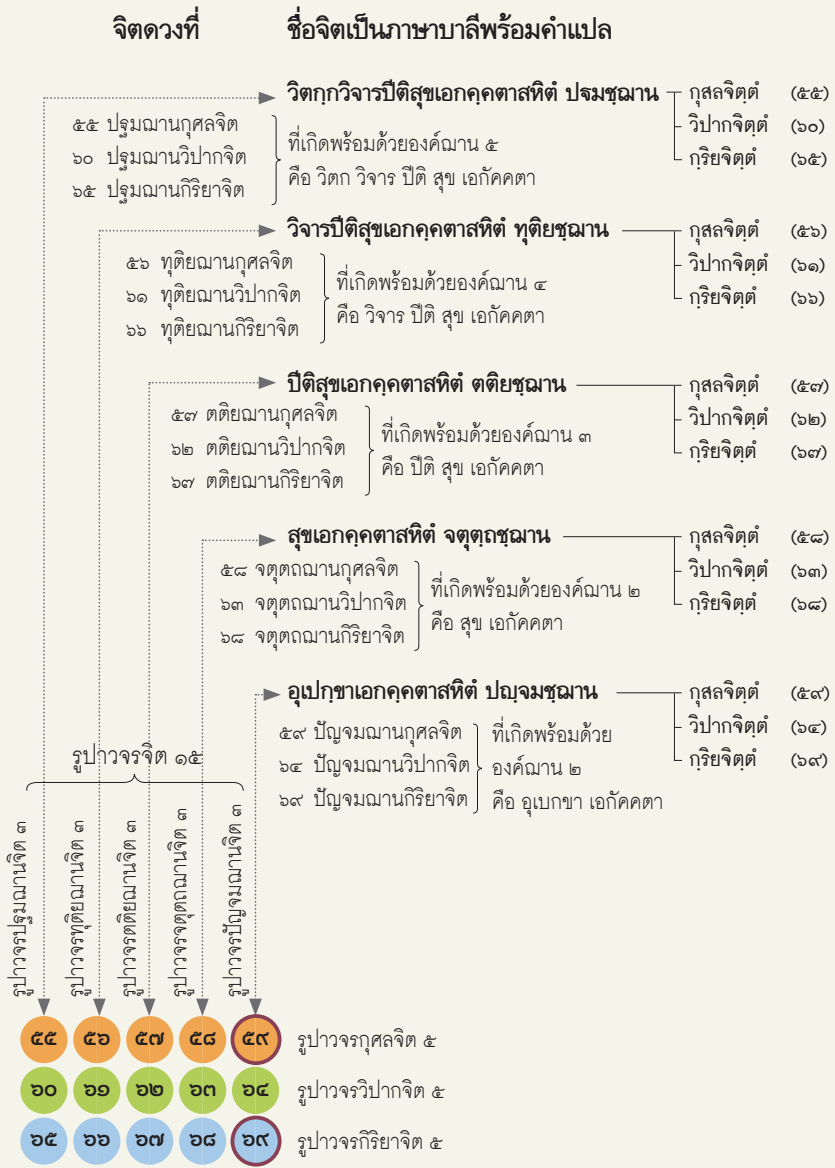 จิตดวงที่ ชื่อจิตเป็นภาษาบาลีพร้อมคำแปล
วิตกฺกวิจารปีติสุขเอกคฺคตาสหิตํ ปฐมชฺฌาน
กุสลจิตฺตํ (๕๕)
วิปากจิตฺตํ (๖๐)
กฺริยจิตฺตํ (๖๕)
๕๕ ปฐมฌานกุศลจิต
๖๐ ปฐมฌานวิปากจิต
๖๕ ปฐมฌานกิริยาจิต
ที่เกิดพร้อมด้วยองค์ฌาน ๕
คือ วิตก วิจาร ปีติ สุข เอกัคคตา
วิจารปีติสุขเอกคฺคตาสหิตํ ทุติยชฺฌาน
กุสลจิตฺตํ (๕๖)
วิปากจิตฺตํ (๖๑)
กฺริยจิตฺตํ (๖๖)
๕๖ ทุติยฌานกุศลจิต
๖๑ ทุติยฌานวิปากจิต
๖๖ ทุติยฌานกิริยาจิต
ที่เกิดพร้อมด้วยองค์ฌาน ๔
คือ วิจาร ปีติ สุข เอกัคคตา
ปีติสุขเอกคฺคตาสหิตํ ตติยชฺฌาน
กุสลจิตฺตํ (๕๗)
วิปากจิตฺตํ (๖๒)
กฺริยจิตฺตํ (๖๗)
๕๗ ตติยฌานกุศลจิต
๖๒ ตติยฌานวิปากจิต
๖๗ ตติยฌานกิริยาจิต
ที่เกิดพร้อมด้วยองค์ฌาน ๓
คือ ปีติ สุข เอกัคคตา
สุขเอกคฺคตาสหิตํ จตุตฺถชฺฌาน
กุสลจิตฺตํ (๕๘)
วิปากจิตฺตํ (๖๓)
กฺริยจิตฺตํ (๖๘)
๕๘ จตุตถฌานกุศลจิต
๖๓ จตุตถฌานวิปากจิต
๖๘ จตุตถฌานกิริยาจิต
ที่เกิดพร้อมด้วยองค์ฌาน ๒
คือ สุข เอกัคคตา
อุเปกฺขาเอกคฺคตาสหิตํ ปญฺจมชฺฌาน
กุสลจิตฺตํ (๕๙)
วิปากจิตฺตํ (๖๔)
กฺริยจิตฺตํ (๖๙)
๕๙ ปัญจมฌานกุศลจิต
๖๔ ปัญจมฌานวิปากจิต
๖๙ ปัญจมฌานกิริยาจิต
ที่เกิดพร้อมด้วย
องค์ฌาน ๒
คือ อุเบกขา เอกัคคตา
รูปาวจรจิต ๑๕
รูปาวจรปฐมฌานจิต ๓
รูปาวจรทุติยฌานจิต ๓
รูปาวจรตติยฌานจิต ๓
รูปาวจรจตุตถฌานจิต ๓
รูปาวจรปัญจมฌานจิต ๓
๕๕ ๕๖ ๕๗ ๕๘ ๕๙ รูปาวจรกุศลจิต ๕
๖๐ ๖๑ ๖๒ ๖๓ ๖๔ รูปาวจรวิปากจิต ๕
๖๕ ๖๖ ๖๗ ๖๘ ๖๙ รูปาวจรกิริยาจิต ๕